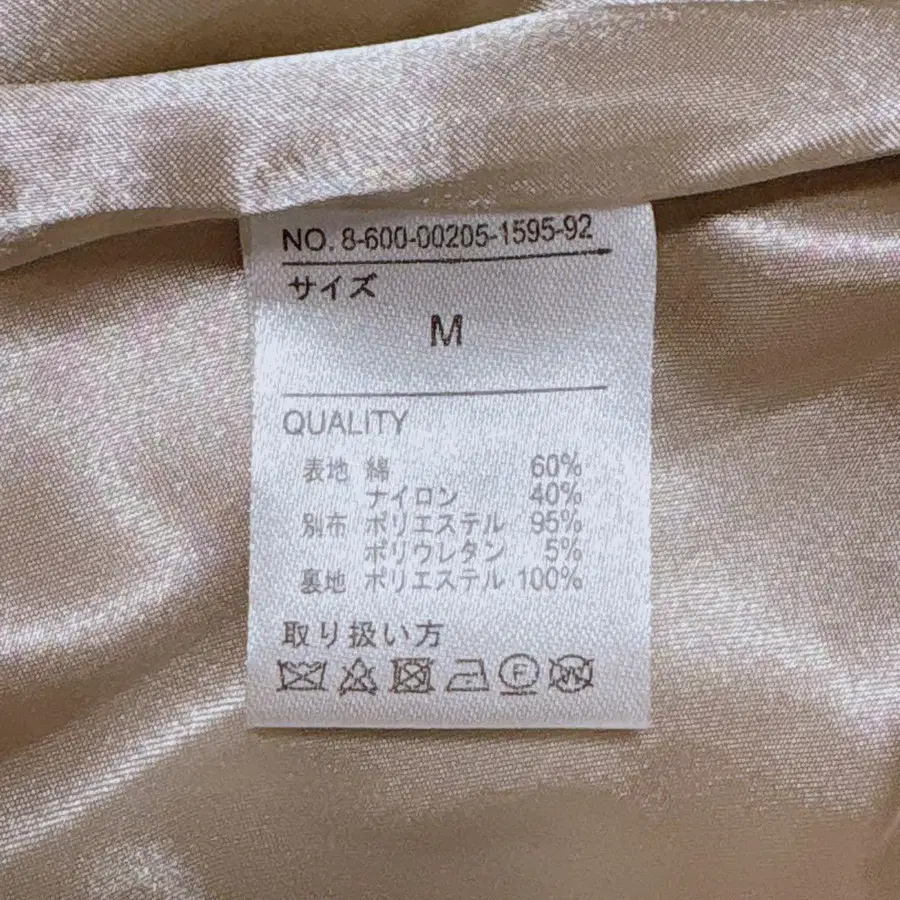 NO. 8-600-00205-1595-92
サイズ
M
QUALITY
表地 綿 60%
ナイロン 40%
別布 ポリエステル 95%
ポリウレタン 5%
裏地 ポリエステル 100%
取り扱い方
F W